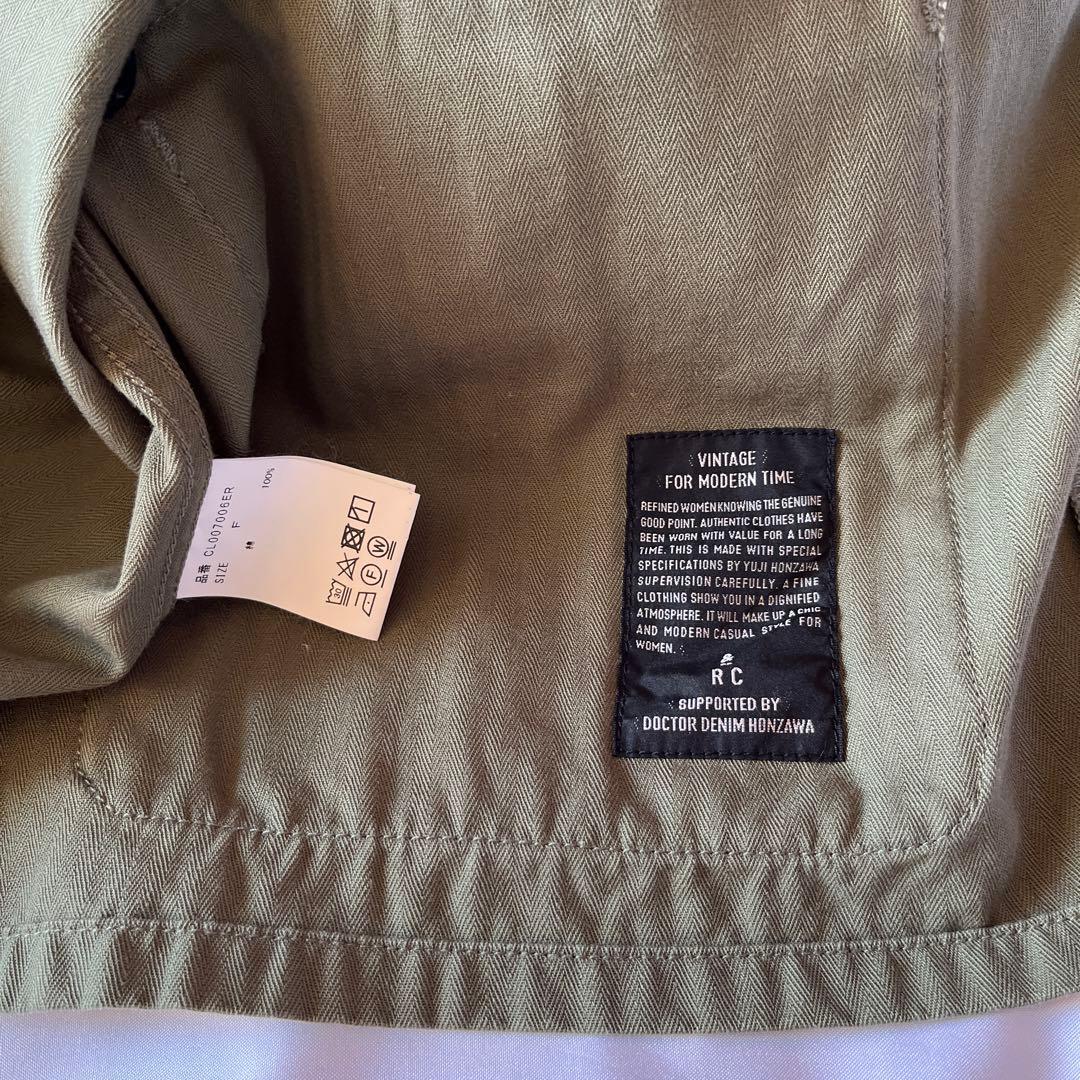 品番 CL007006ER
SIZE F
綿 100%
40
W
F
VINTAGE
FOR MODERN TIME
REFINED WOMEN KNOWING THE GENUINE
GOOD POINT. AUTHENTIC CLOTHES HAVE
BEEN WORN WITH VALUE FOR A LONG
TIME. THIS IS MADE WITH SPECIAL
SPECIFICATIONS BY YUJI HONZAWA
SUPERVISION CAREFULLY. A FINE
CLOTHING SHOW YOU IN A DIGNIFIED
ATMOSPHERE. IT WILL MAKE UP A CHIC
AND MODERN CASUAL STYLE FOR
WOMEN.
RC
SUPPORTED BY
DOCTOR DENIM HONZAWA